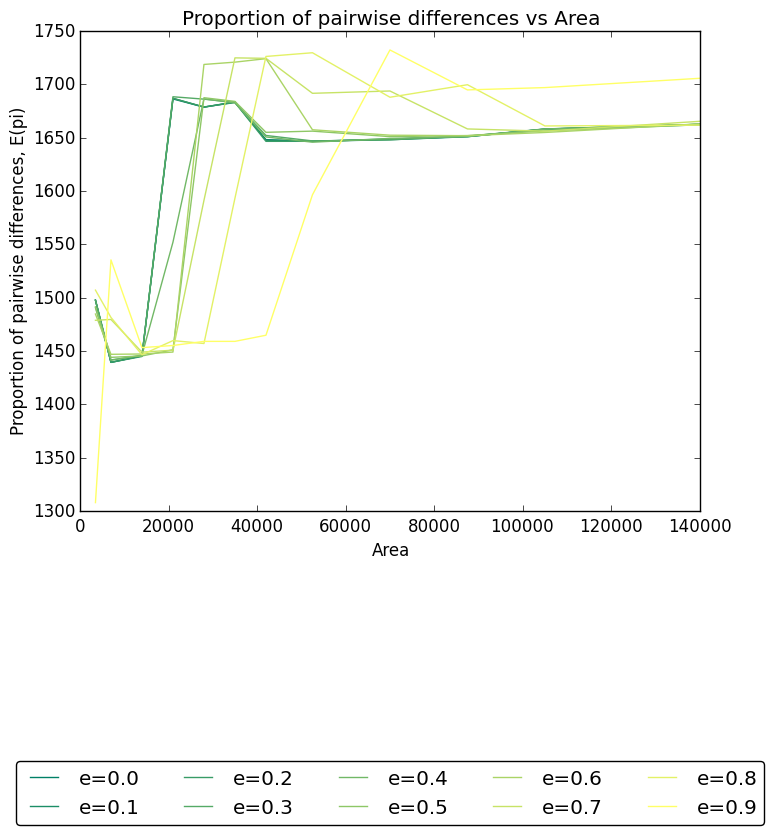 Proportion of pairwise differences vs Area
Proportion of pairwise differences, E(pi)
1750
1700
1650
1600
1550
1500
1450
1400
1350
1300
0 20000 40000 60000 80000 100000 120000 140000
Area
e=0.0 e=0.2 e=0.4 e=0.6 e=0.8
e=0.1 e=0.3 e=0.5 e=0.7 e=0.9